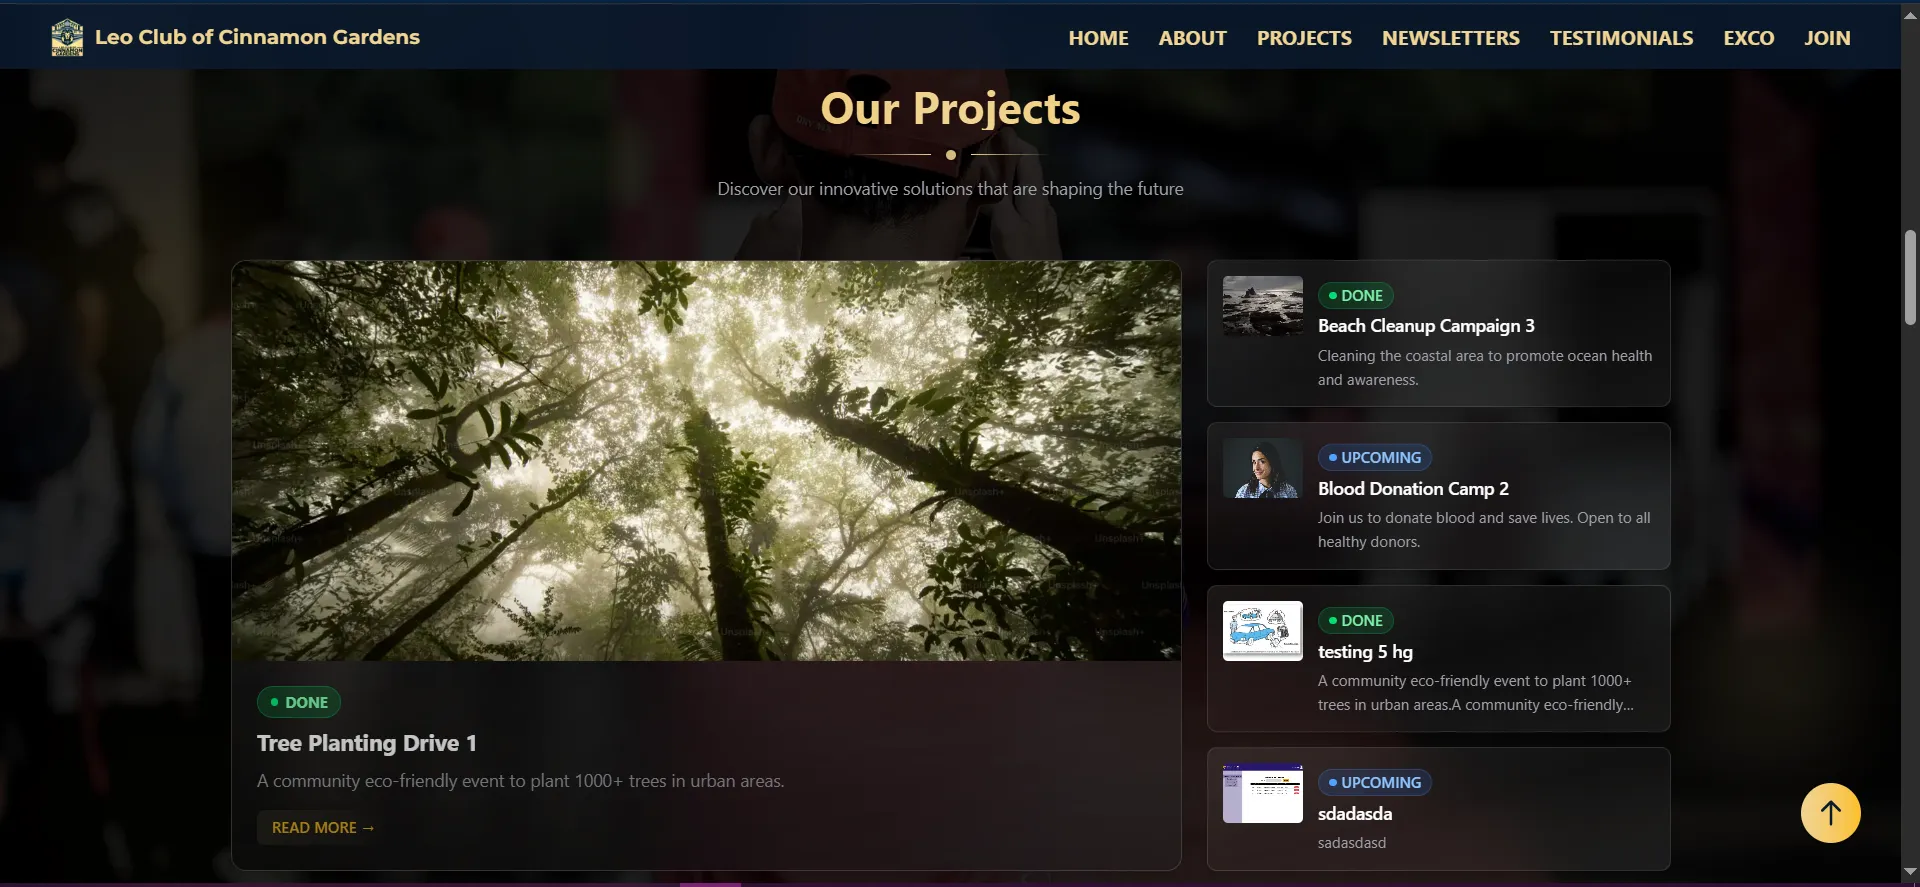 Leo Club of Cinnamon Gardens
HOME ABOUT PROJECTS NEWSLETTERS TESTIMONIALS EXCO JOIN
Our Projects
Discover our innovative solutions that are shaping the future
DONE
Tree Planting Drive 1
A community eco-friendly event to plant 1000+ trees in urban areas.
READ MORE →
DONE
Beach Cleanup Campaign 3
Cleaning the coastal area to promote ocean health
and awareness.
UPCOMING
Blood Donation Camp 2
Join us to donate blood and save lives. Open to all
healthy donors.
DONE
testing 5 hg
A community eco-friendly event to plant 1000+
trees in urban areas.A community eco-friendly...
UPCOMING
sdadasda
sadasdasd